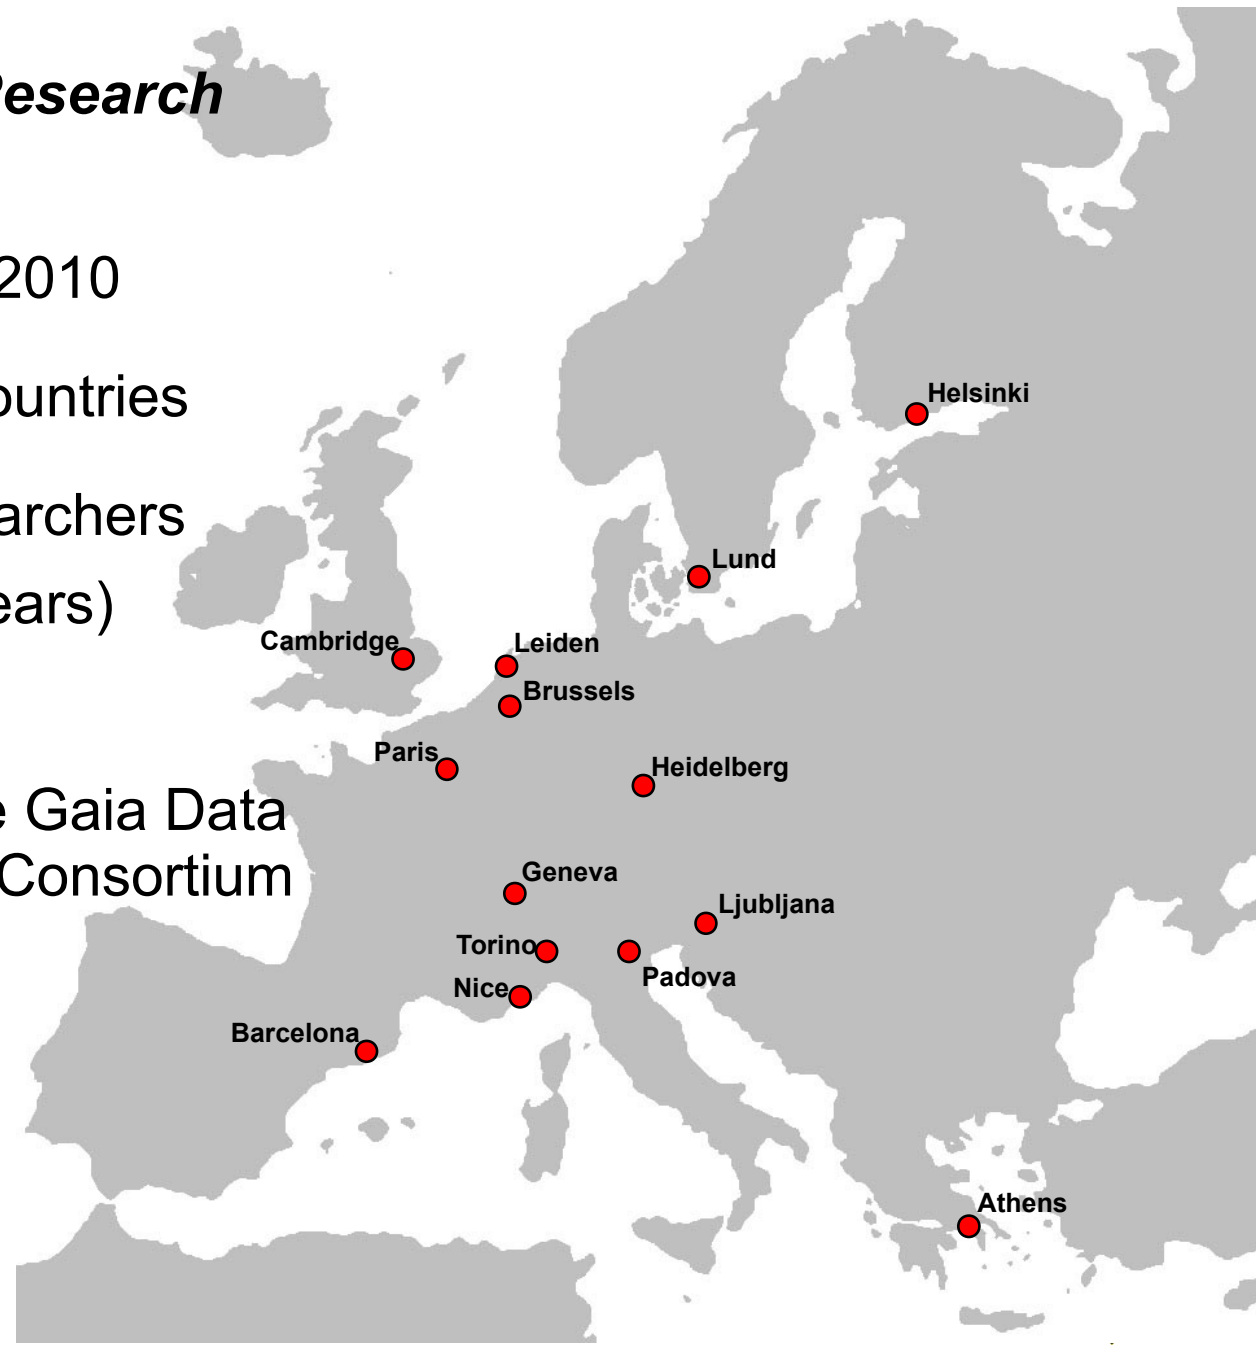 Research
2010
ountries
archers
ears)
e Gaia Data
Consortium
Helsinki
Lund
Cambridge
Leiden
Brussels
Paris
Heidelberg
Geneva
Ljubljana
Torino
Padova
Nice
Barcelona
Athens